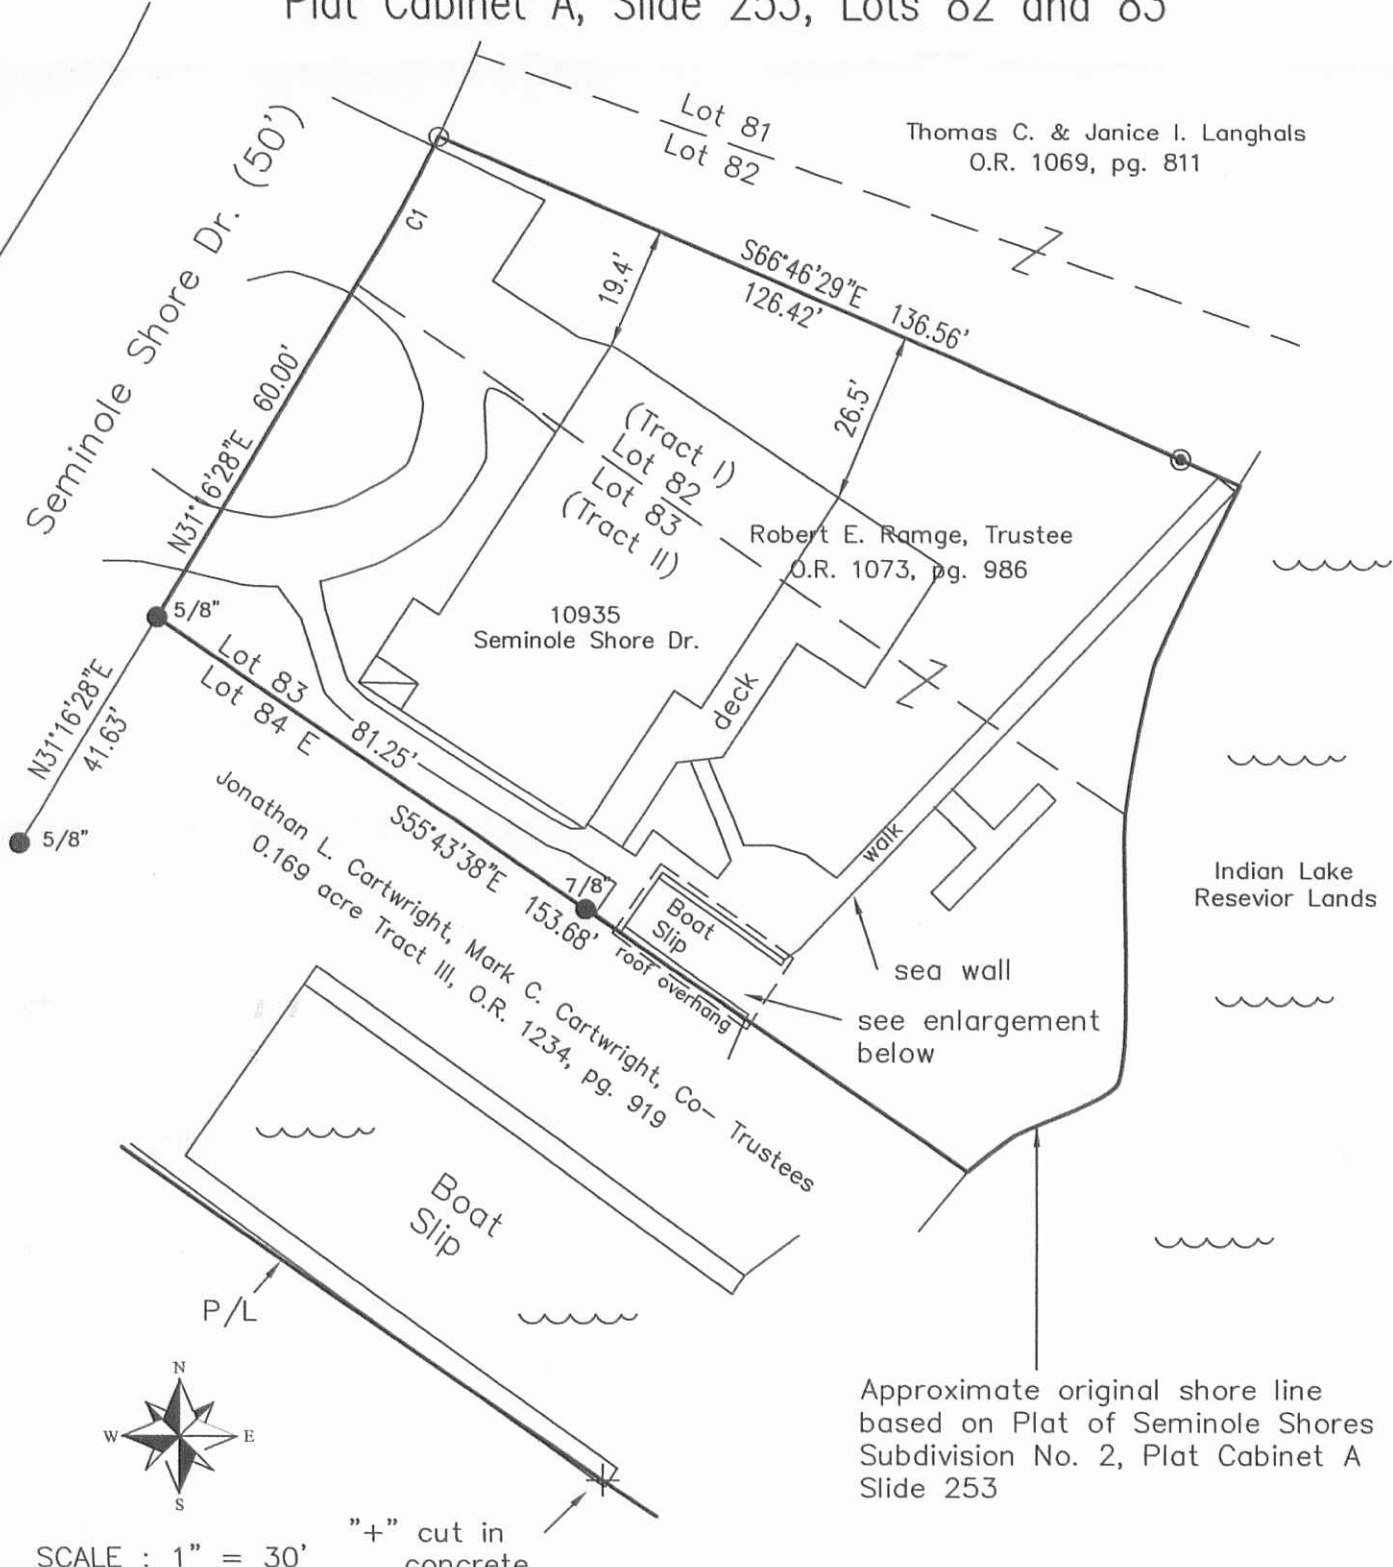 Plat Cabinet A, Slide 253, Lots 82 and 83
Lot 81
Lot 82
Thomas C. & Janice I. Langhals
O.R. 1069, pg. 811
Seminole Shore Dr. (50')
C1
19.4'
S66°46'29"E 136.56'
126.42'
26.5'
N31°16'28"E 60.00'
(Tract I)
Lot 82
Lot 83
(Tract II)
Robert E. Ramge, Trustee
O.R. 1073, pg. 986
10935
Seminole Shore Dr.
5/8"
Lot 83
Lot 84 E
N31°16'28"E
41.63'
5/8"
81.25'
deck
S55°43'38"E 153.68'
7/8"
walk
Boat
Slip
roof overhang
Jonathan L. Cartwright, Mark C. Cartwright, Co- Trustees
0.169 acre Tract III, O.R. 1234, pg. 919
Indian Lake
Resevior Lands
sea wall
see enlargement
below
Boat
Slip
P/L
N
W E
S
Approximate original shore line
based on Plat of Seminole Shores
Subdivision No. 2, Plat Cabinet A
Slide 253
SCALE : 1" = 30'
"+" cut in
concrete